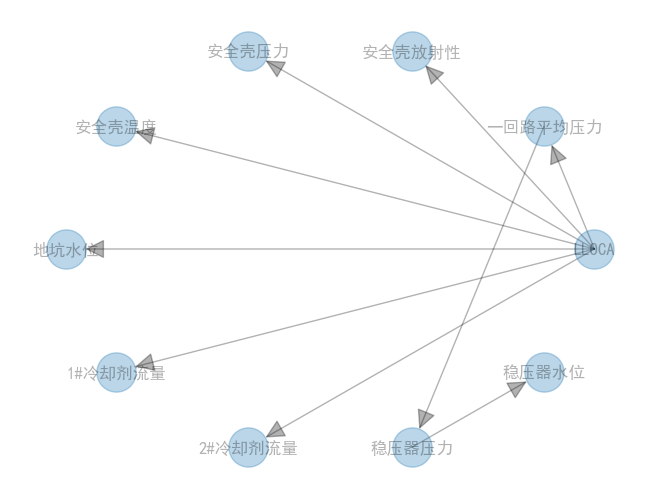 安全壳压力
安全壳放射性
安全壳温度
一回路平均压力
地坑水位
LOCA
1#冷却剂流量
稳压器水位
2#冷却剂流量
稳压器压力